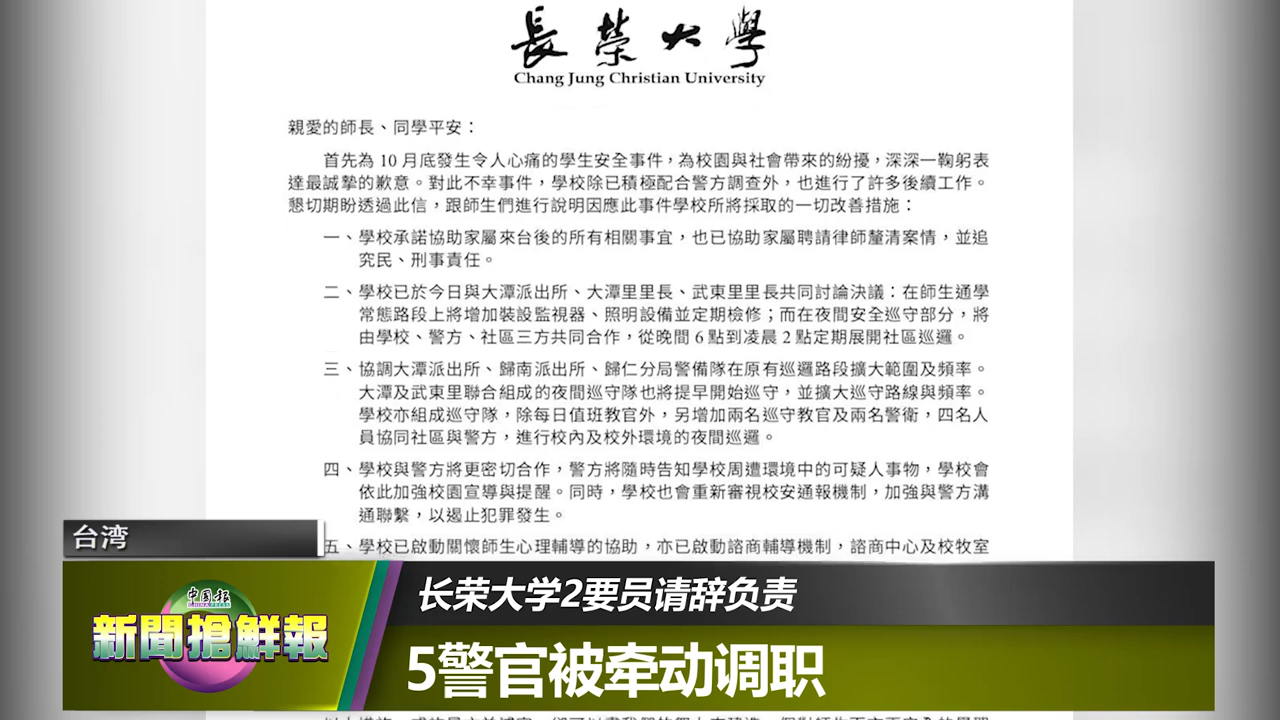 長榮大學
Chang Jung Christian University
親愛的師長、同學平安：
首先為 10 月底發生令人心痛的學生安全事件，為校園與社會帶來的紛擾，深深一鞠躬表
達最誠摯的歉意。對此不幸事件，學校除已積極配合警方調查外，也進行了許多後續工作。
懇切期盼透過此信，跟師生們進行說明因應此事件學校所將採取的一切改善措施：
一、學校承諾協助家屬來台後的所有相關事宜，也已協助家屬聘請律師釐清案情，並追
究民、刑事責任。
二、學校已於今日與大潭派出所、大潭里里長、武東里里長共同討論決議：在師生通學
常態路段上將增加裝設監視器、照明設備並定期檢修；而在夜間安全巡守部分，將
由學校、警方、社區三方共同合作，從晚間 6 點到凌晨 2 點定期展開社區巡邏。
三、協調大潭派出所、歸南派出所、歸仁分局警備隊在原有巡邏路段擴大範圍及頻率。
大潭及武東里聯合組成的夜間巡守隊也將提早開始巡守，並擴大巡守路線與頻率。
學校亦組成巡守隊，除每日值班教官外，另增加兩名巡守教官及兩名警衛，四名人
員協同社區與警方，進行校內及校外環境的夜間巡邏。
四、學校與警方將更密切合作，警方將隨時告知學校周遭環境中的可疑人事物，學校會
依此加強校園宣導與提醒。同時，學校也會重新審視校安通報機制，加強與警方溝
通聯繫，以遏止犯罪發生。
五、學校已啟動關懷師生心理輔導的協助，亦已啟動諮商輔導機制，諮商中心及校牧室
台湾
长荣大学2要员请辞负责
中国报
CHINA PRESS
新聞搶鮮報
5警官被牵动调职